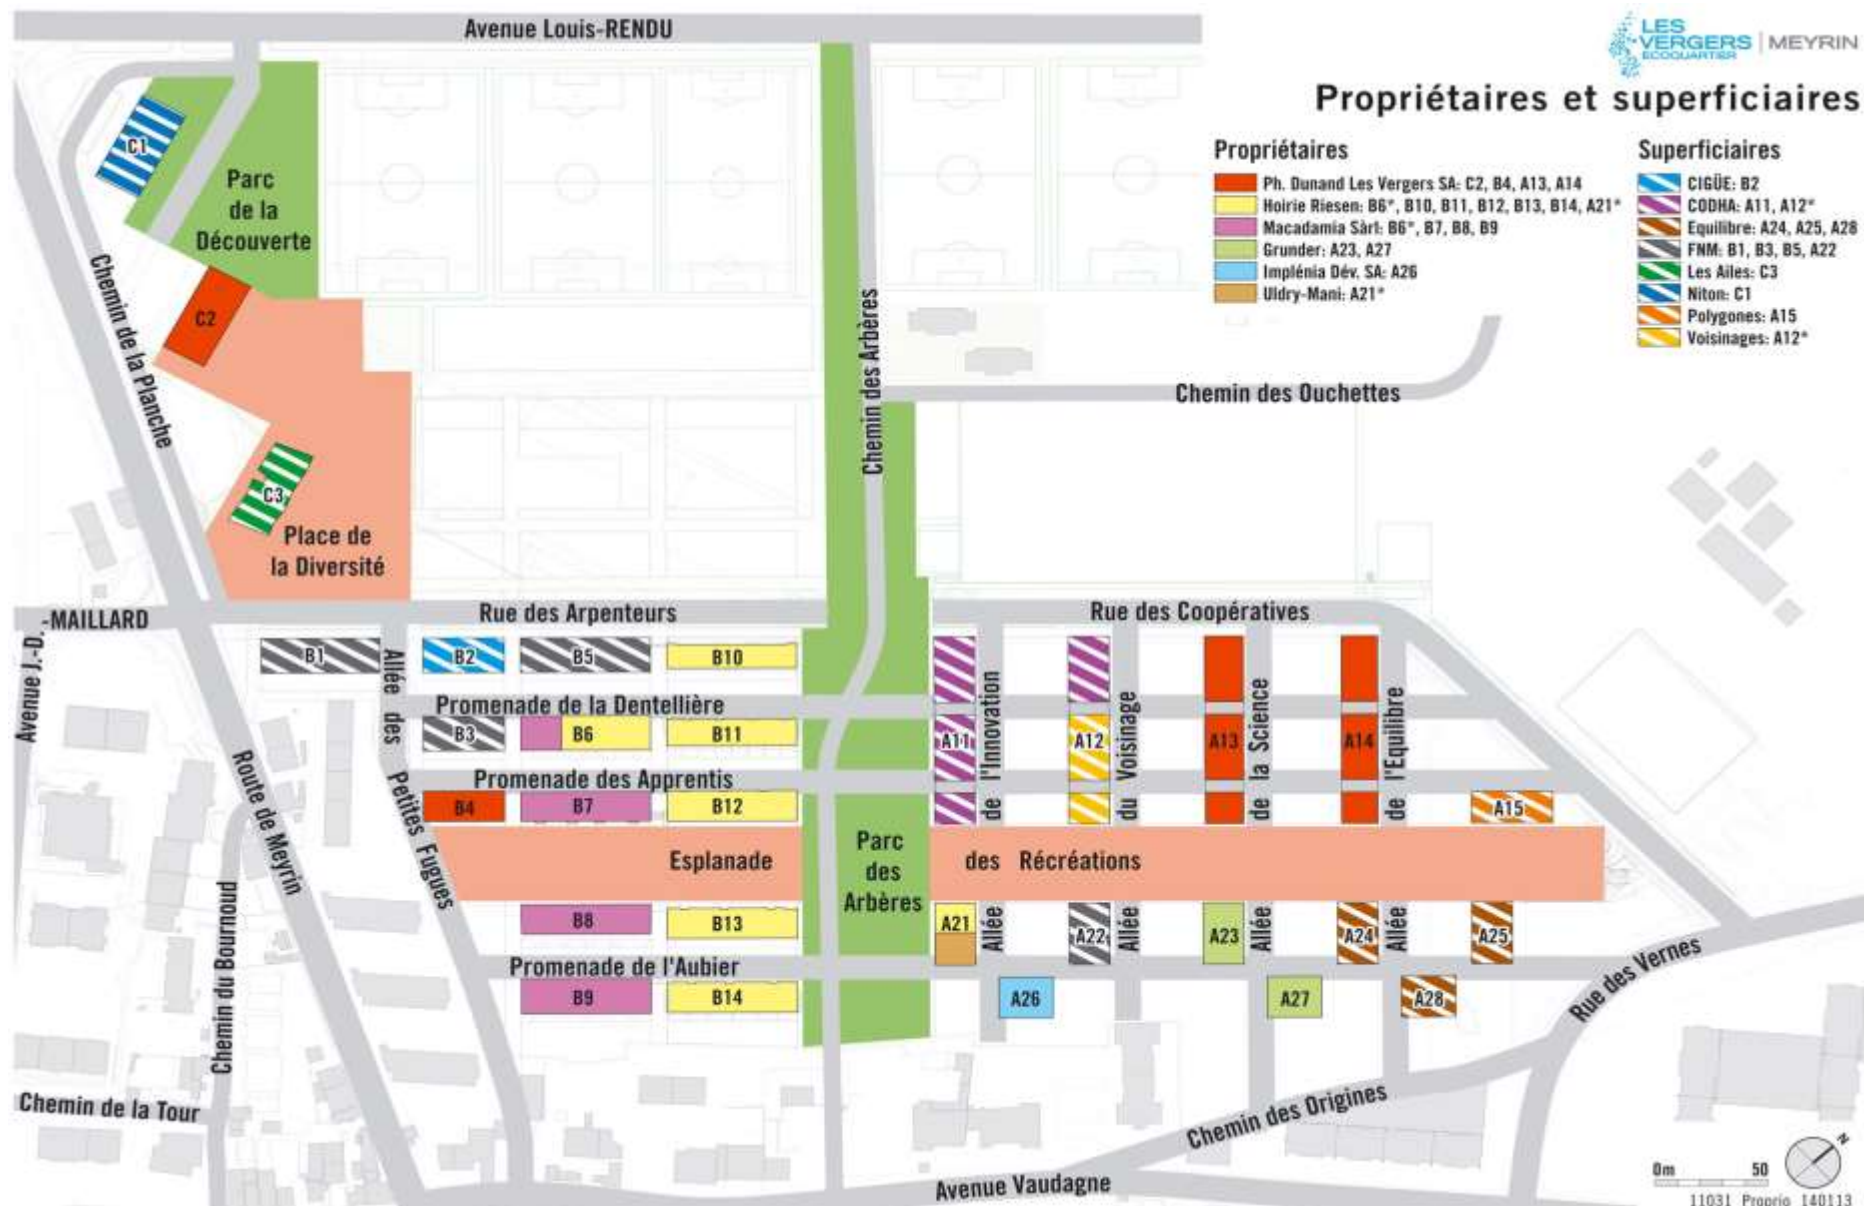 Avenue Louis-RENDU
LES
VERGERS
ECOQUARTIER
MEYRIN
Propriétaires et superficiaires
Propriétaires
Ph. Dunand Les Vergers SA: C2, B4, A13, A14
Hoirie Riesen: B6*, B10, B11, B12, B13, B14, A21*
Macadamia Sàrl: B6*, B7, B8, B9
Grunder: A23, A27
Implénia Dév. SA: A26
Uldry-Mani: A21*
Superficiaires
CIGÜE: B2
CODHA: A11, A12*
Equilibre: A24, A25, A28
FNM: B1, B3, B5, A22
Les Ailes: C3
Niton: C1
Polygones: A15
Voisinages: A12*
C1
Parc
de la
Découverte
Chemin de la Planche
C2
Chemin des Arbères
Chemin des Ouchettes
C3
Place de
la Diversité
Rue des Arpenteurs
Rue des Coopératives
Avenue J.-D.
-MAILLARD
B1
Allée des Petites Fugues
B2
B5
B10
Promenade de la Dentellière
B3
B6
B11
A11
Allée de l'Innovation
A12
Allée du Voisinage
A13
Allée de la Science
A14
Allée de l'Equilibre
Promenade des Apprentis
B4
B7
B12
A15
Route de Meyrin
Esplanade
des Récréations
Parc
des
Arbères
B8
B13
A21
A22
A23
A24
A25
Promenade de l'Aubier
B9
B14
A26
A27
A28
Chemin du Bournoud
Rue des Vernes
Chemin de la Tour
Chemin des Origines
Avenue Vaudagne
N
0m 50
11031 Proprio 140113